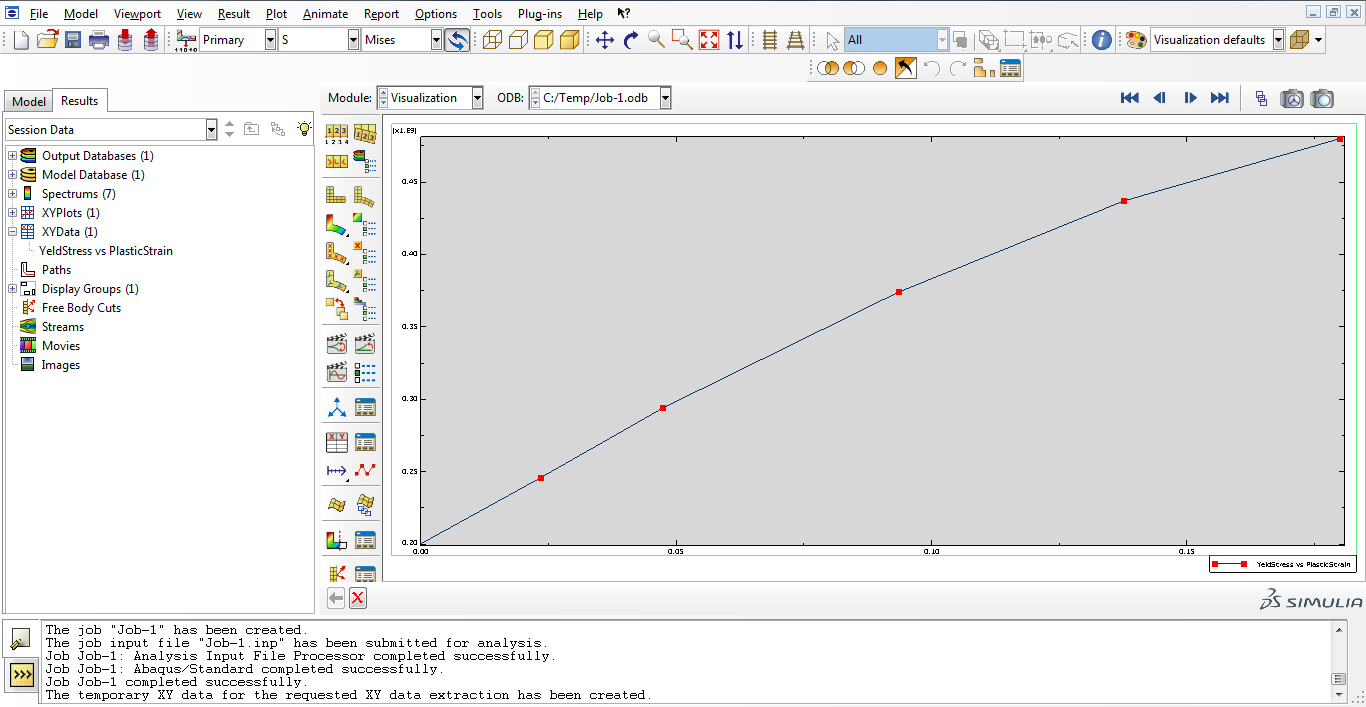 File Model Viewport View Result Plot Animate Report Options Tools Plug-ins Help
Primary S Mises All Visualization defaults
Model Results Module: Visualization ODB: C:/Temp/Job-1.odb
Session Data
Output Databases (1)
Model Database (1)
Spectrums (7)
XYPlots (1)
XYData (1)
YeldStress vs PlasticStrain
Paths
Display Groups (1)
Free Body Cuts
Streams
Movies
Images
[x1.E9]
0.45
0.40
0.35
0.30
0.25
0.20
0.00 0.05 0.10 0.15
YeldStress vs PlasticStrain
SIMULIA
The job "Job-1" has been created.
The job input file "Job-1.inp" has been submitted for analysis.
Job Job-1: Analysis Input File Processor completed successfully.
Job Job-1: Abaqus/Standard completed successfully.
Job Job-1 completed successfully.
The temporary XY data for the requested XY data extraction has been created.